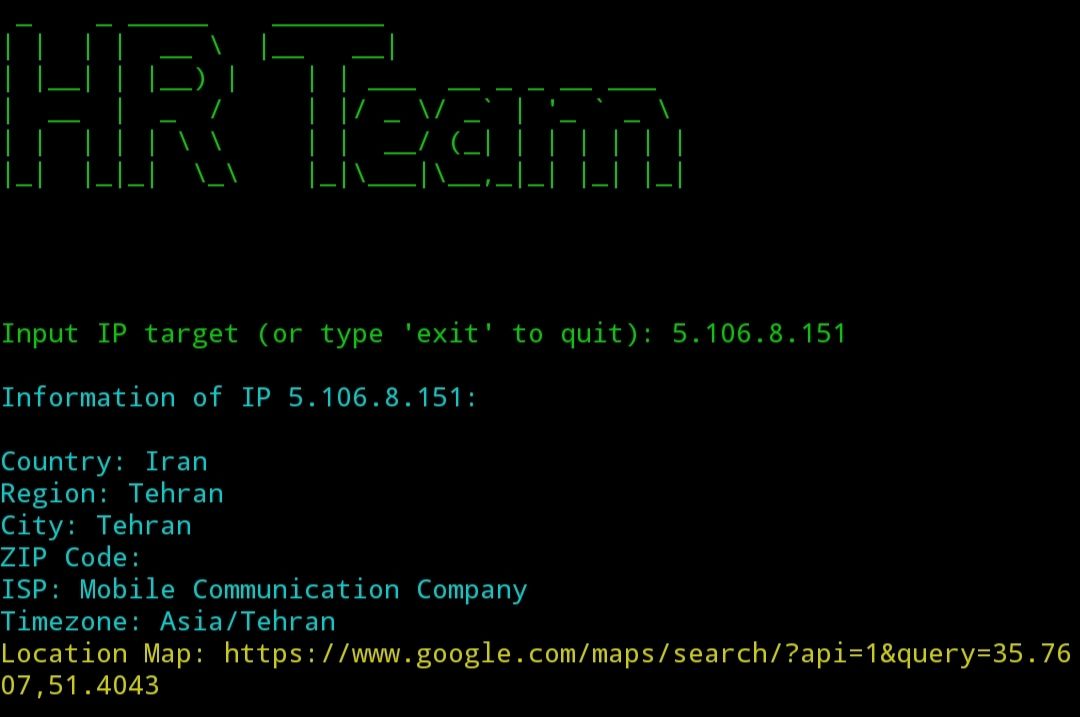 HR Team
Input IP target (or type 'exit' to quit): 5.106.8.151
Information of IP 5.106.8.151:
Country: Iran
Region: Tehran
City: Tehran
ZIP Code:
ISP: Mobile Communication Company
Timezone: Asia/Tehran
Location Map: https://www.google.com/maps/search/?api=1&query=35.76
07,51.4043